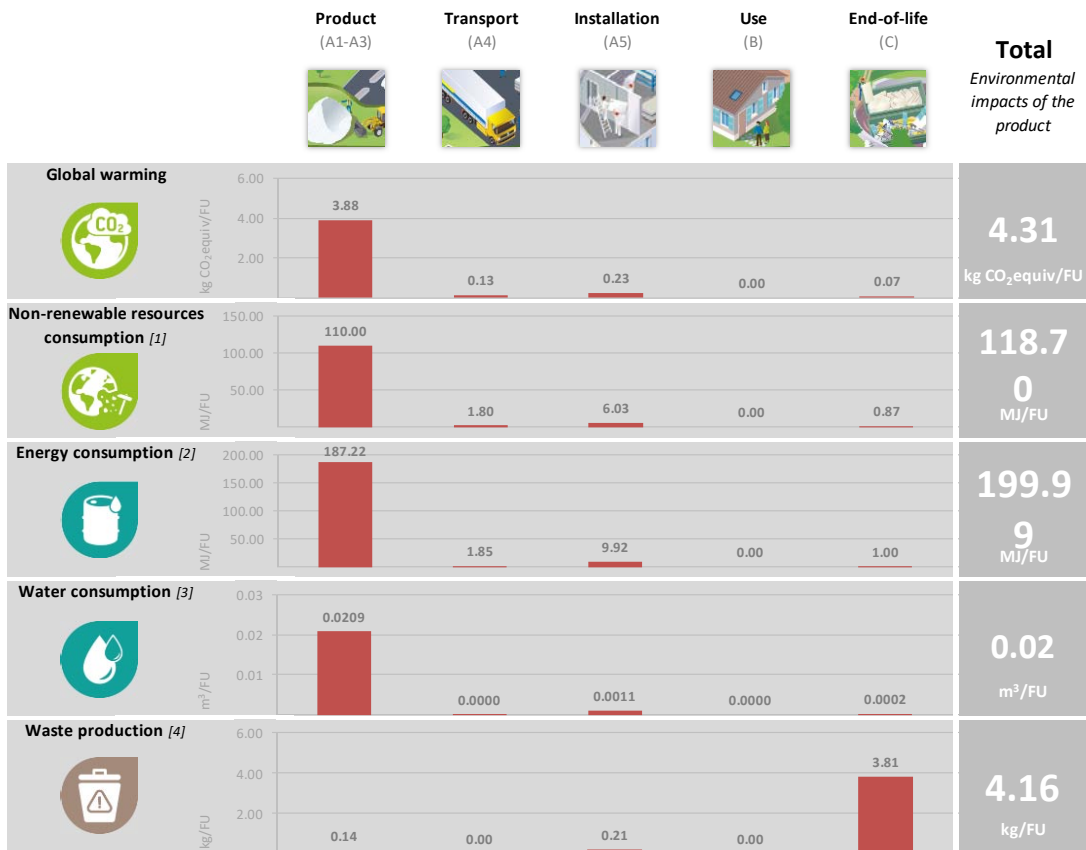 Product
(A1-A3)
Transport
(A4)
Installation
(A5)
Use
(B)
End-of-life
(C)
Total
Environmental
impacts of the
product
Global warming
CO₂
kg CO₂equiv/FU
6.00
4.00
2.00
3.88
0.13
0.23
0.00
0.07
4.31
kg CO₂equiv/FU
Non-renewable resources
consumption [1]
MJ/FU
150.00
100.00
50.00
110.00
1.80
6.03
0.00
0.87
118.7
0
MJ/FU
Energy consumption [2]
MJ/FU
200.00
150.00
100.00
50.00
187.22
1.85
9.92
0.00
1.00
199.9
9
MJ/FU
Water consumption [3]
m³/FU
0.03
0.02
0.01
0.0209
0.0000
0.0011
0.0000
0.0002
0.02
m³/FU
Waste production [4]
kg/FU
6.00
4.00
2.00
0.14
0.00
0.21
0.00
3.81
4.16
kg/FU